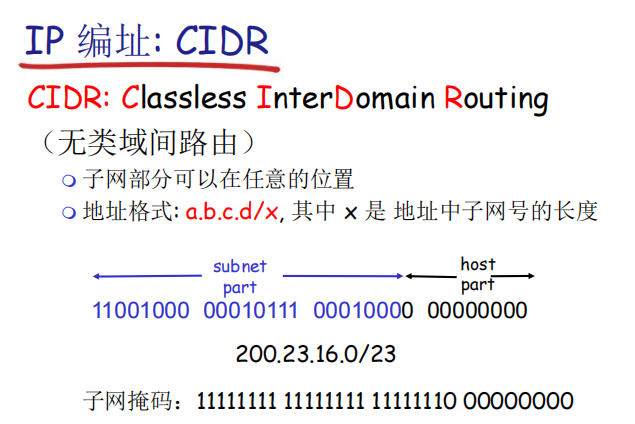 IP 编址: CIDR
CIDR: Classless InterDomain Routing
（无类域间路由）
子网部分可以在任意的位置
地址格式: a.b.c.d/x, 其中 x 是 地址中子网号的长度
subnet part
host part
11001000 00010111 00010000 00000000
200.23.16.0/23
子网掩码：11111111 11111111 11111110 00000000